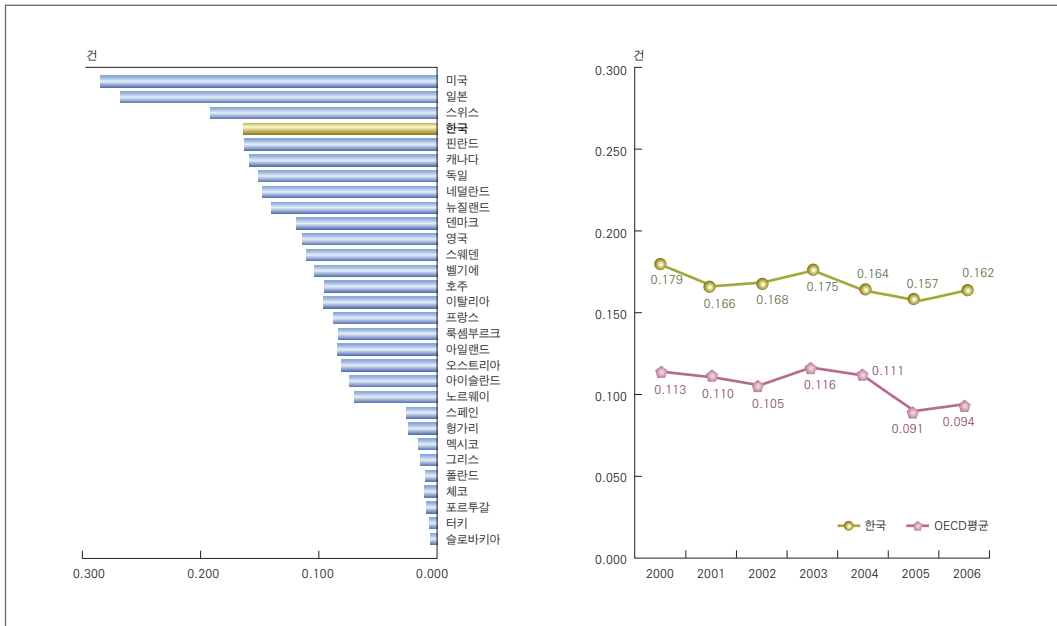 건
미국
일본
스위스
한국
핀란드
캐나다
독일
네덜란드
뉴질랜드
덴마크
영국
스웨덴
벨기에
호주
이탈리아
프랑스
룩셈부르크
아일랜드
오스트리아
아이슬란드
노르웨이
스페인
헝가리
멕시코
그리스
폴란드
체코
포르투갈
터키
슬로바키아
0.300 0.200 0.100 0.000
건
0.300
0.250
0.200
0.150
0.100
0.050
0.000
0.179 0.166 0.168 0.175 0.164 0.157 0.162
0.113 0.110 0.105 0.116 0.111 0.091 0.094
한국 OECD평균
2000 2001 2002 2003 2004 2005 2006